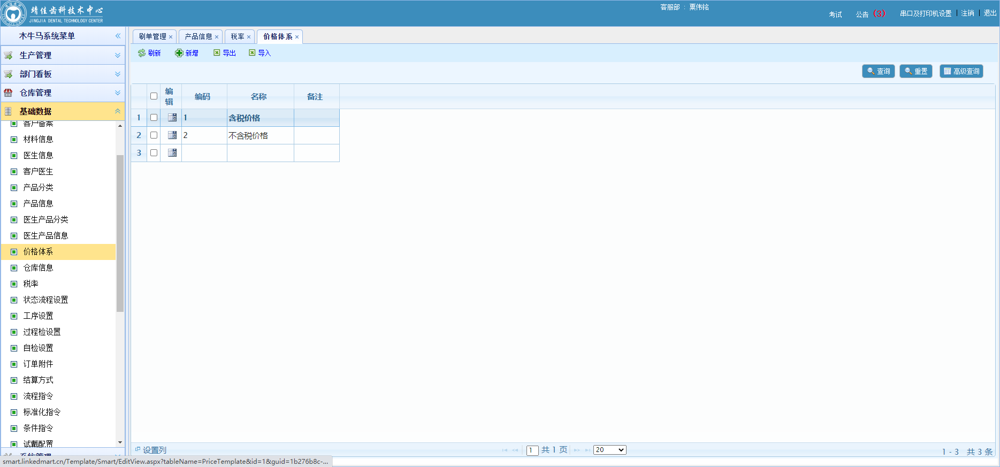 靖佳齿科技术中心
JINGJIA DENTAL TECHNOLOGY CENTER
客服部 : 粟伟铭
考试 公告 (3) 串口及打印机设置 注销 退出
木牛马系统菜单
生产管理
部门看板
仓库管理
基础数据
客户备案
材料信息
医生信息
客户医生
产品分类
产品信息
医生产品分类
医生产品信息
价格体系
仓库信息
税率
状态流程设置
工序设置
过程检设置
自检设置
订单附件
结算方式
流程指令
标准化指令
条件指令
试戴配置
系统管理
刷单管理 × 产品信息 × 税率 × 价格体系 ×
刷新 新增 导出 导入
查询 重置 高级查询
编辑 编码 名称 备注
1 1 含税价格
2 2 不含税价格
3
设置列
1 共 1 页 20
1 - 3 共 3 条
smart.linkedmart.cn/Template/Smart/EditView.aspx?tableName=PriceTemplate&id=1&guid=1b276b8c-...